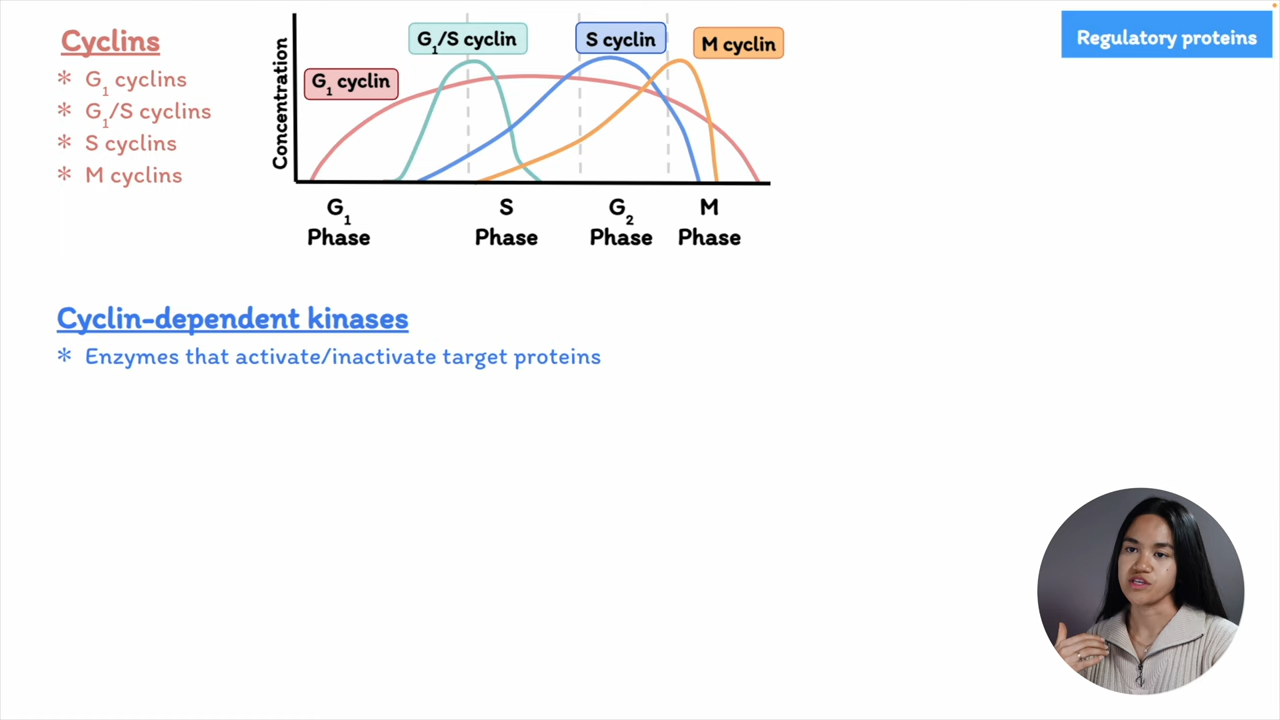 Regulatory proteins
Cyclins
* G₁ cyclins
* G₁/S cyclins
* S cyclins
* M cyclins
Concentration
G₁ cyclin
G₁/S cyclin
S cyclin
M cyclin
G₁ Phase
S Phase
G₂ Phase
M Phase
Cyclin-dependent kinases
* Enzymes that activate/inactivate target proteins